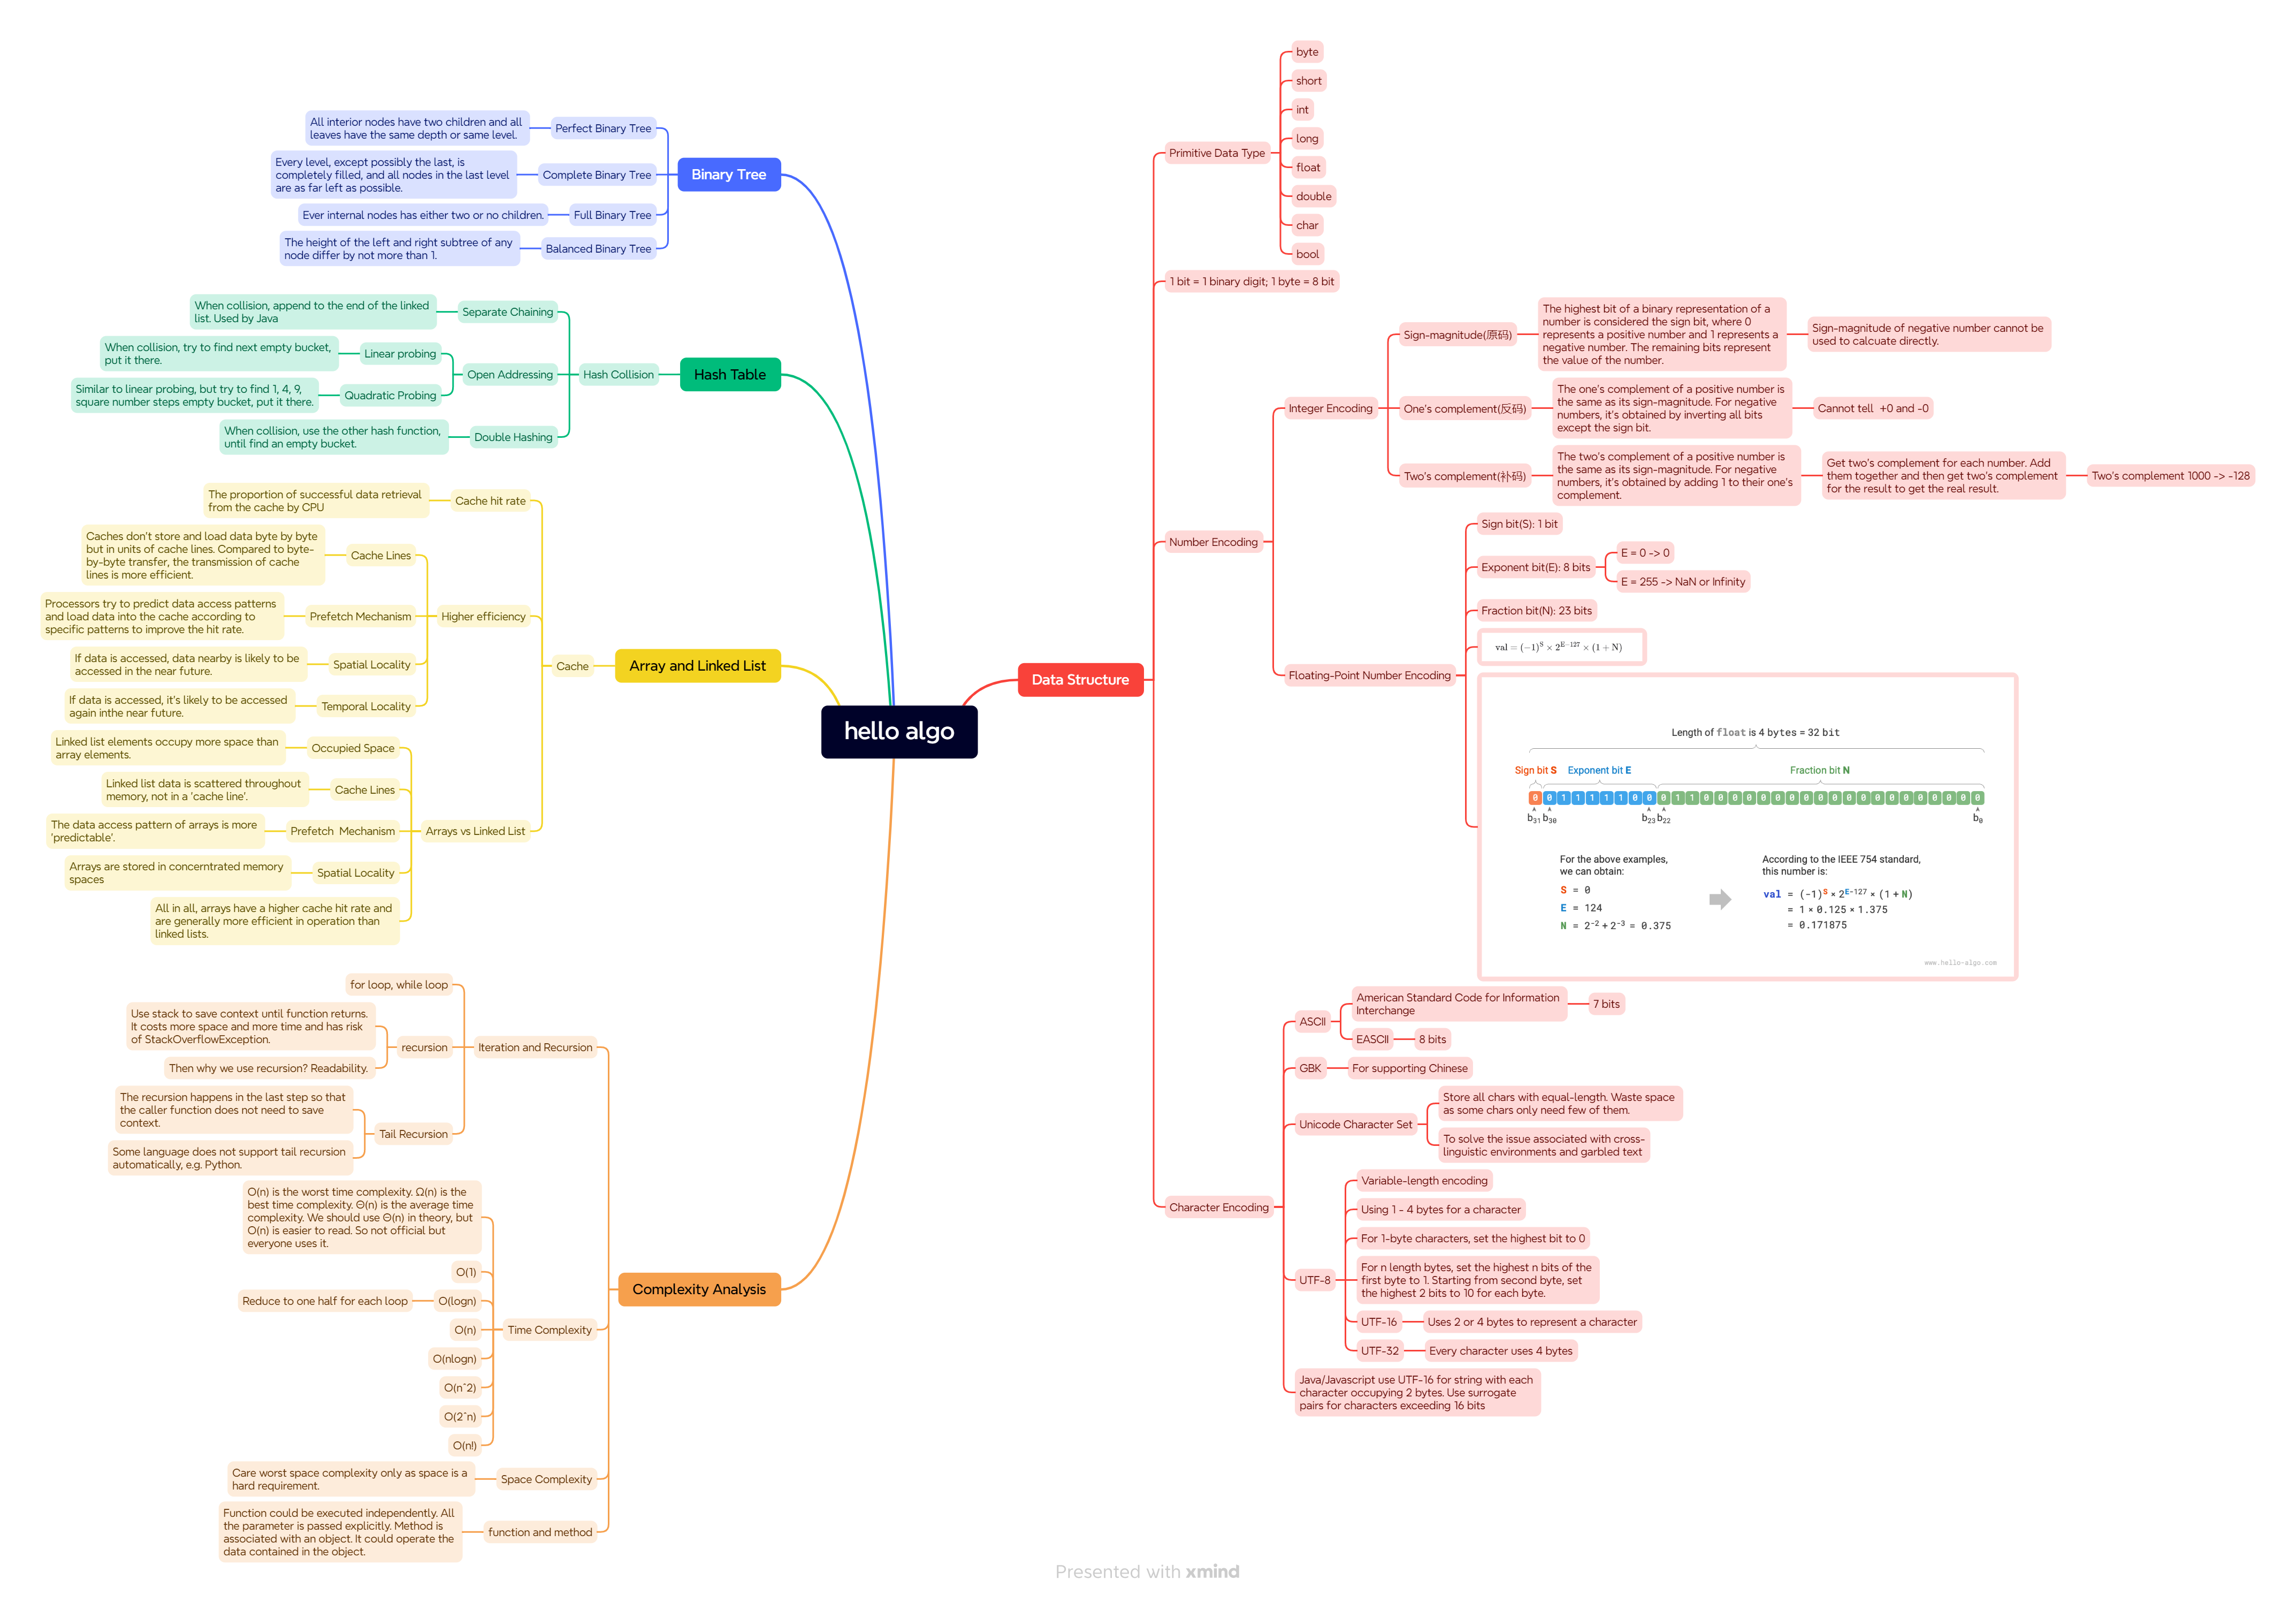 hello algo
Binary Tree
Perfect Binary Tree
All interior nodes have two children and all
leaves have the same depth or same level.
Complete Binary Tree
Every level, except possibly the last, is
completely filled, and all nodes in the last level
are as far left as possible.
Full Binary Tree
Ever internal nodes has either two or no children.
Balanced Binary Tree
The height of the left and right subtree of any
node differ by not more than 1.
Hash Table
Hash Collision
Separate Chaining
When collision, append to the end of the linked
list. Used by Java
Open Addressing
Linear probing
When collision, try to find next empty bucket,
put it there.
Quadratic Probing
Similar to linear probing, but try to find 1, 4, 9,
square number steps empty bucket, put it there.
Double Hashing
When collision, use the other hash function,
until find an empty bucket.
Array and Linked List
Cache
Cache hit rate
The proportion of successful data retrieval
from the cache by CPU
Higher efficiency
Cache Lines
Caches don't store and load data byte by byte
but in units of cache lines. Compared to byte-
by-byte transfer, the transmission of cache
lines is more efficient.
Prefetch Mechanism
Processors try to predict data access patterns
and load data into the cache according to
specific patterns to improve the hit rate.
Spatial Locality
If data is accessed, data nearby is likely to be
accessed in the near future.
Temporal Locality
If data is accessed, it's likely to be accessed
again inthe near future.
Arrays vs Linked List
Occupied Space
Linked list elements occupy more space than
array elements.
Cache Lines
Linked list data is scattered throughout
memory, not in a 'cache line'.
Prefetch  Mechanism
The data access pattern of arrays is more
'predictable'.
Spatial Locality
Arrays are stored in concerntrated memory
spaces
All in all, arrays have a higher cache hit rate and
are generally more efficient in operation than
linked lists.
Complexity Analysis
Iteration and Recursion
for loop, while loop
recursion
Use stack to save context until function returns.
It costs more space and more time and has risk
of StackOverflowException.
Then why we use recursion? Readability.
Tail Recursion
The recursion happens in the last step so that
the caller function does not need to save
context.
Some language does not support tail recursion
automatically, e.g. Python.
Time Complexity
O(n) is the worst time complexity. Ω(n) is the
best time complexity. Θ(n) is the average time
complexity. We should use Θ(n) in theory, but
O(n) is easier to read. So not official but
everyone uses it.
O(1)
O(logn)
Reduce to one half for each loop
O(n)
O(nlogn)
O(n^2)
O(2^n)
O(n!)
Space Complexity
Care worst space complexity only as space is a
hard requirement.
function and method
Function could be executed independently. All
the parameter is passed explicitly. Method is
associated with an object. It could operate the
data contained in the object.
Data Structure
Primitive Data Type
byte
short
int
long
float
double
char
bool
1 bit = 1 binary digit; 1 byte = 8 bit
Number Encoding
Integer Encoding
Sign-magnitude(原码)
The highest bit of a binary representation of a
number is considered the sign bit, where 0
represents a positive number and 1 represents a
negative number. The remaining bits represent
the value of the number.
Sign-magnitude of negative number cannot be
used to calcuate directly.
One's complement(反码)
The one's complement of a positive number is
the same as its sign-magnitude. For negative
numbers, it's obtained by inverting all bits
except the sign bit.
Cannot tell  +0 and -0
Two's complement(补码)
The two's complement of a positive number is
the same as its sign-magnitude. For negative
numbers, it's obtained by adding 1 to their one's
complement.
Get two's complement for each number. Add
them together and then get two's complement
for the result to get the real result.
Two's complement 1000 -> -128
Floating-Point Number Encoding
Sign bit(S): 1 bit
Exponent bit(E): 8 bits
E = 0 -> 0
E = 255 -> NaN or Infinity
Fraction bit(N): 23 bits
val = (−1)^S × 2^(E−127) × (1 + N)
Length of float is 4 bytes = 32 bit
Sign bit S Exponent bit E Fraction bit N
0 0 1 1 1 1 1 0 0 0 1 1 0 0 0 0 0 0 0 0 0 0 0 0 0 0 0 0 0 0 0 0
b31 b30 b23 b22 b0
For the above examples,
we can obtain:
S = 0
E = 124
N = 2^-2 + 2^-3 = 0.375
According to the IEEE 754 standard,
this number is:
val = (-1)^S × 2^(E-127) × (1 + N)
= 1 × 0.125 × 1.375
= 0.171875
www.hello-algo.com
Character Encoding
ASCII
American Standard Code for Information
Interchange
7 bits
EASCII
8 bits
GBK
For supporting Chinese
Unicode Character Set
Store all chars with equal-length. Waste space
as some chars only need few of them.
To solve the issue associated with cross-
linguistic environments and garbled text
UTF-8
Variable-length encoding
Using 1 - 4 bytes for a character
For 1-byte characters, set the highest bit to 0
For n length bytes, set the highest n bits of the
first byte to 1. Starting from second byte, set
the highest 2 bits to 10 for each byte.
UTF-16
Uses 2 or 4 bytes to represent a character
UTF-32
Every character uses 4 bytes
Java/Javascript use UTF-16 for string with each
character occupying 2 bytes. Use surrogate
pairs for characters exceeding 16 bits
Presented with xmind